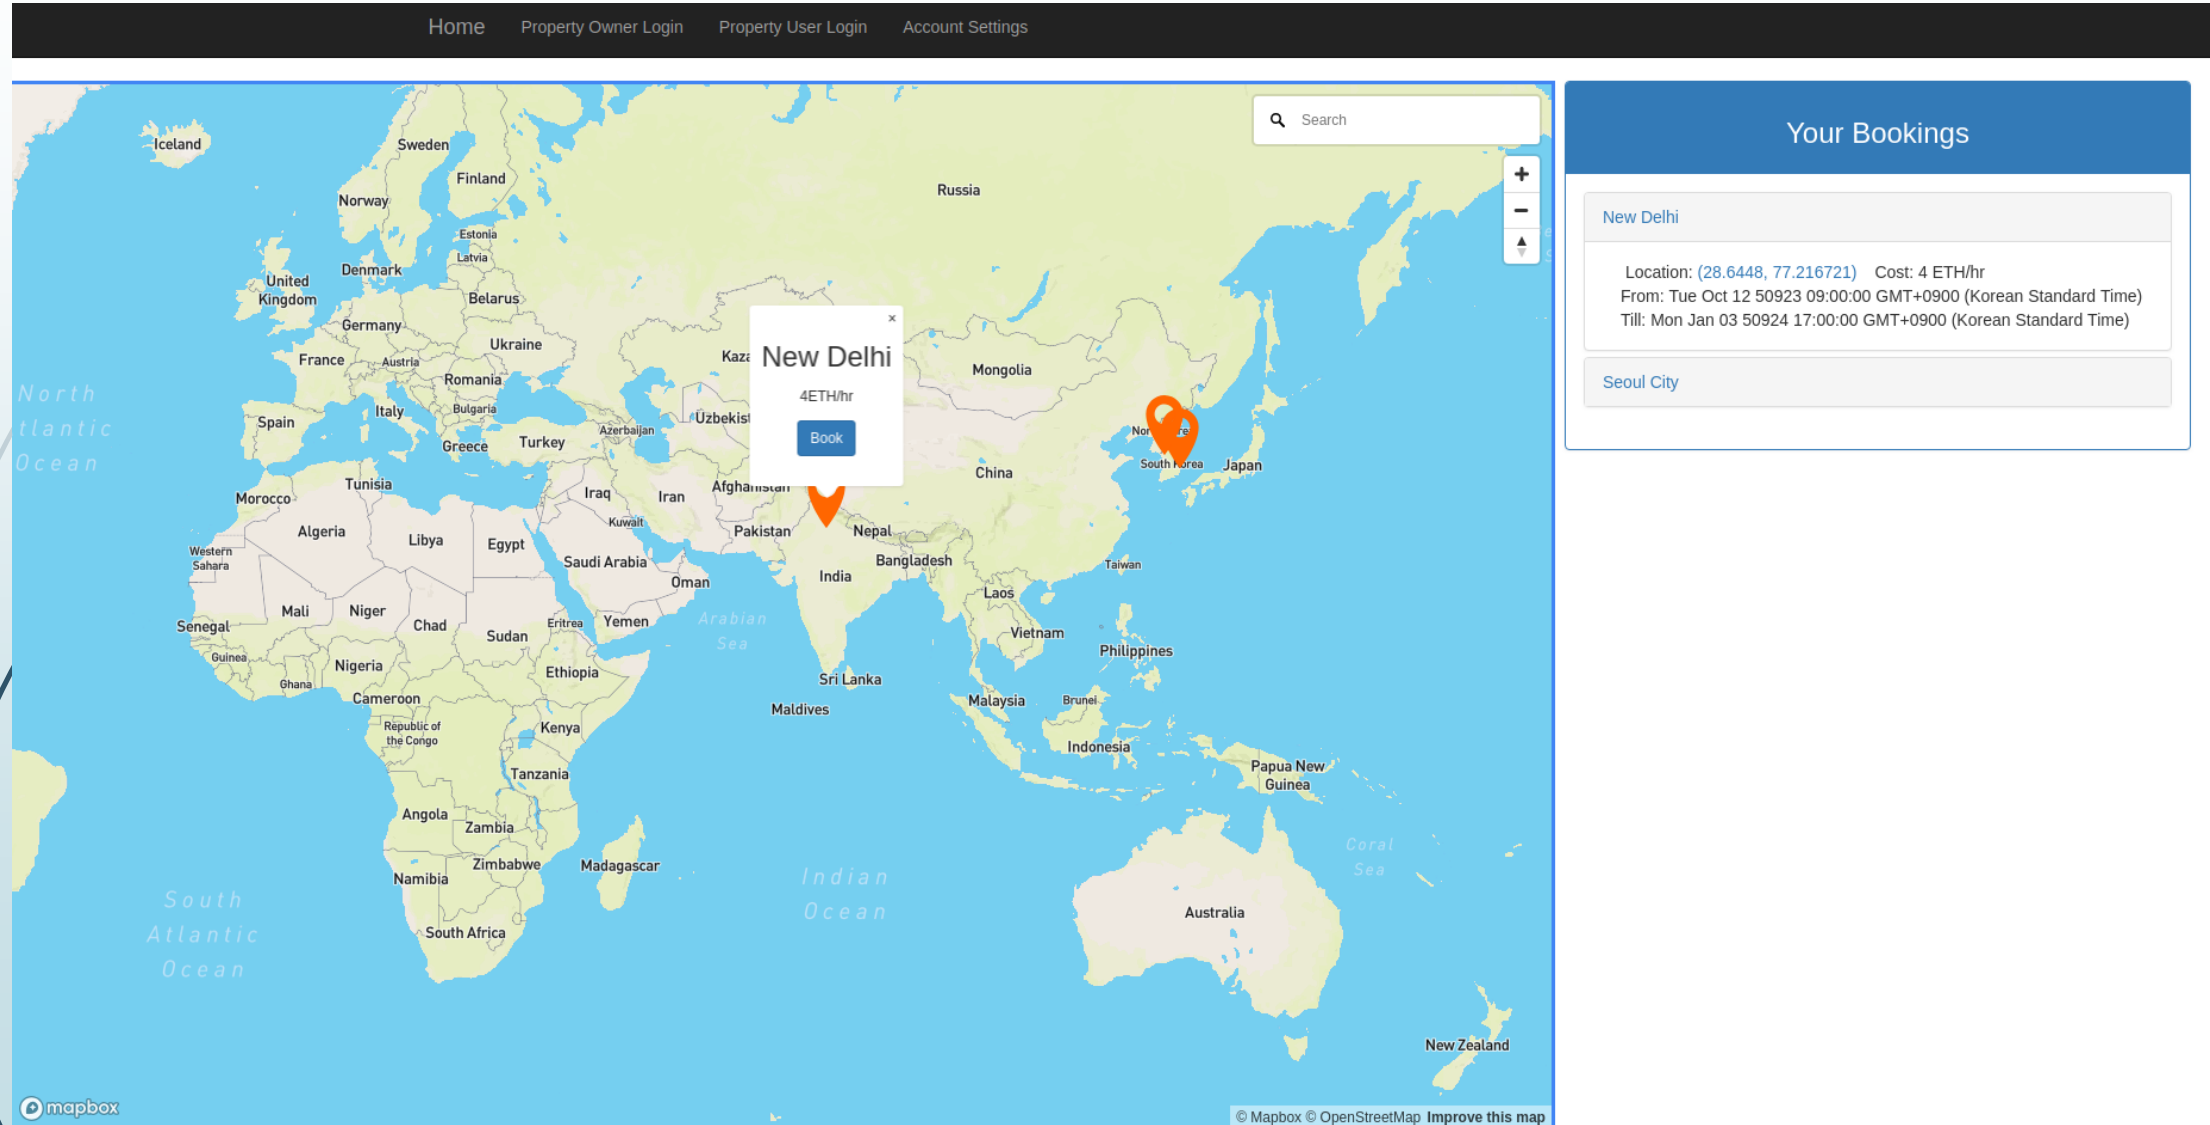 Home Property Owner Login Property User Login Account Settings
Search
Your Bookings
New Delhi
Location: (28.6448, 77.216721) Cost: 4 ETH/hr
From: Tue Oct 12 50923 09:00:00 GMT+0900 (Korean Standard Time)
Till: Mon Jan 03 50924 17:00:00 GMT+0900 (Korean Standard Time)
Seoul City
×
New Delhi
4ETH/hr
Book
Iceland
Sweden
Finland
Russia
Norway
Estonia
Latvia
Denmark
United
Kingdom
Belarus
Germany
Ukraine
France
Austria
Romania
Mongolia
North
tlantic
Ocean
Italy
Bulgaria
Spain
Azerbaijan
Uzbekist
Greece
Turkey
South Korea
Japan
China
Tunisia
Afghanistan
Morocco
Iraq
Iran
Kuwait
Algeria
Libya
Egypt
Pakistan
Nepal
Western
Sahara
Saudi Arabia
Bangladesh
Taiwan
India
Oman
Laos
Mali
Niger
Chad
Senegal
Sudan
Eritrea
Yemen
Arabian
Sea
Vietnam
Philippines
Guinea
Nigeria
Ethiopia
Ghana
Sri Lanka
Cameroon
Maldives
Malaysia
Brunei
Republic of
the Congo
Kenya
Indonesia
Tanzania
Papua New
Guinea
Angola
Zambia
Zimbabwe
Madagascar
Namibia
Coral
Sea
Indian
Ocean
South
Atlantic
Ocean
South Africa
Australia
New Zealand
mapbox
© Mapbox © OpenStreetMap Improve this map